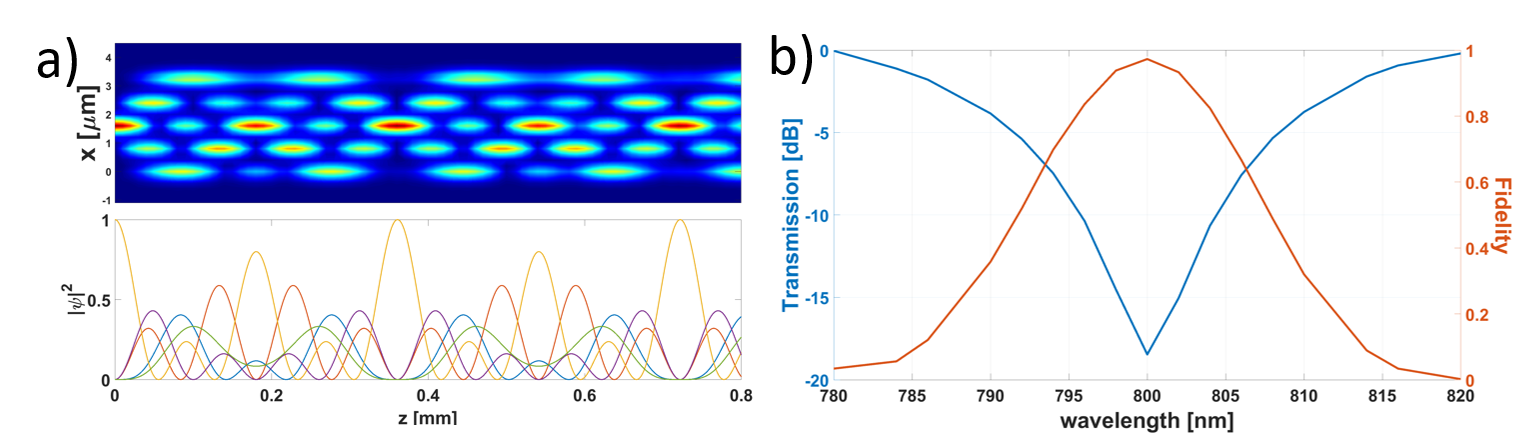 a)
x [μm]
4
3
2
1
0
-1
|ψ|²
1
0.5
0
0 0.2 0.4 0.6 0.8
z [mm]
b)
Transmission [dB]
0
-5
-10
-15
-20
Fidelity
1
0.8
0.6
0.4
0.2
0
780 785 790 795 800 805 810 815 820
wavelength [nm]